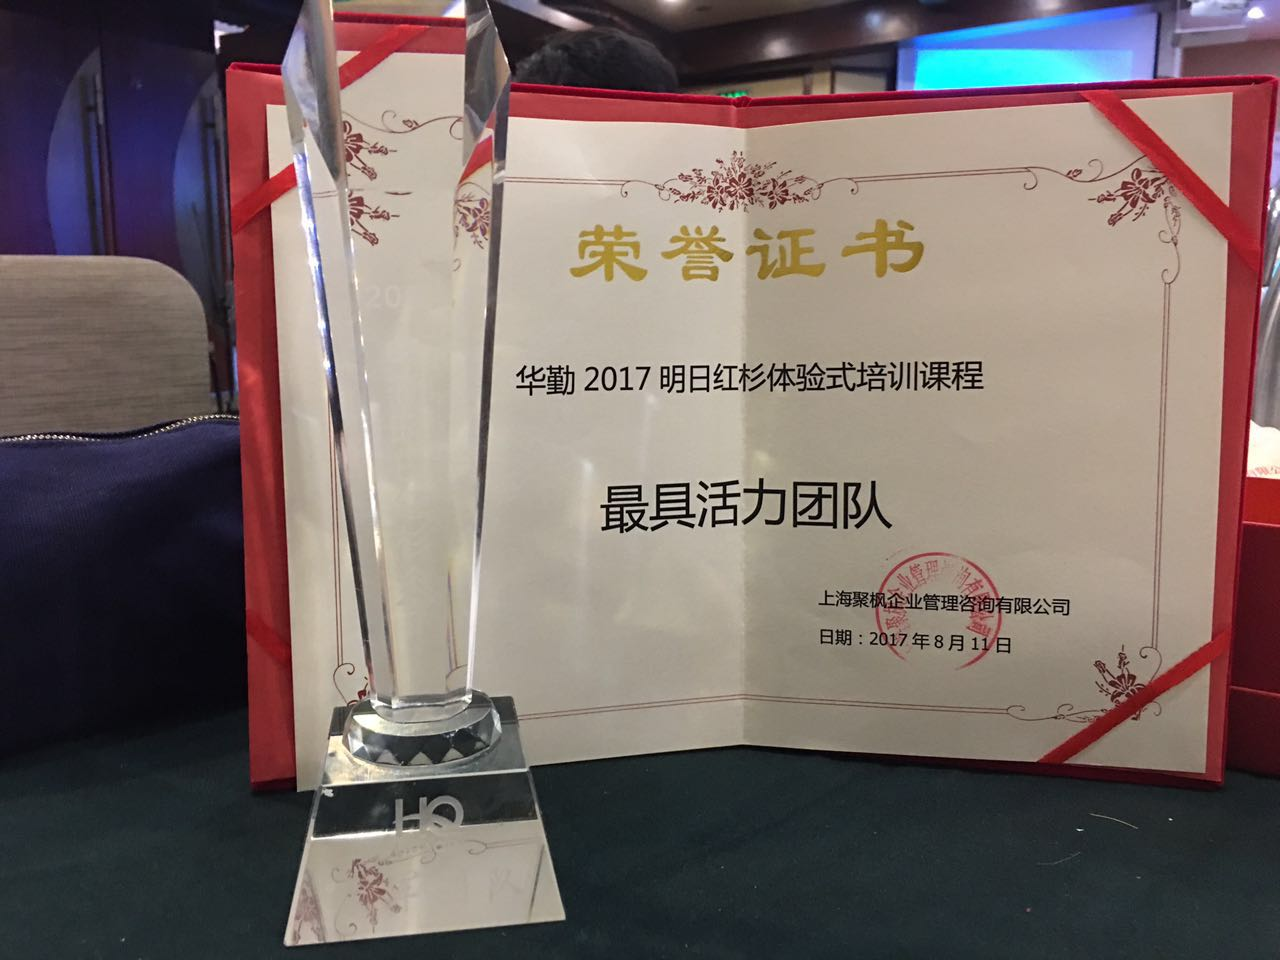 荣誉证书
华勤 2017 明日红杉体验式培训课程
最具活力团队
上海聚枫企业管理咨询有限公司
日期：2017 年 8 月 11 日
HQ
20